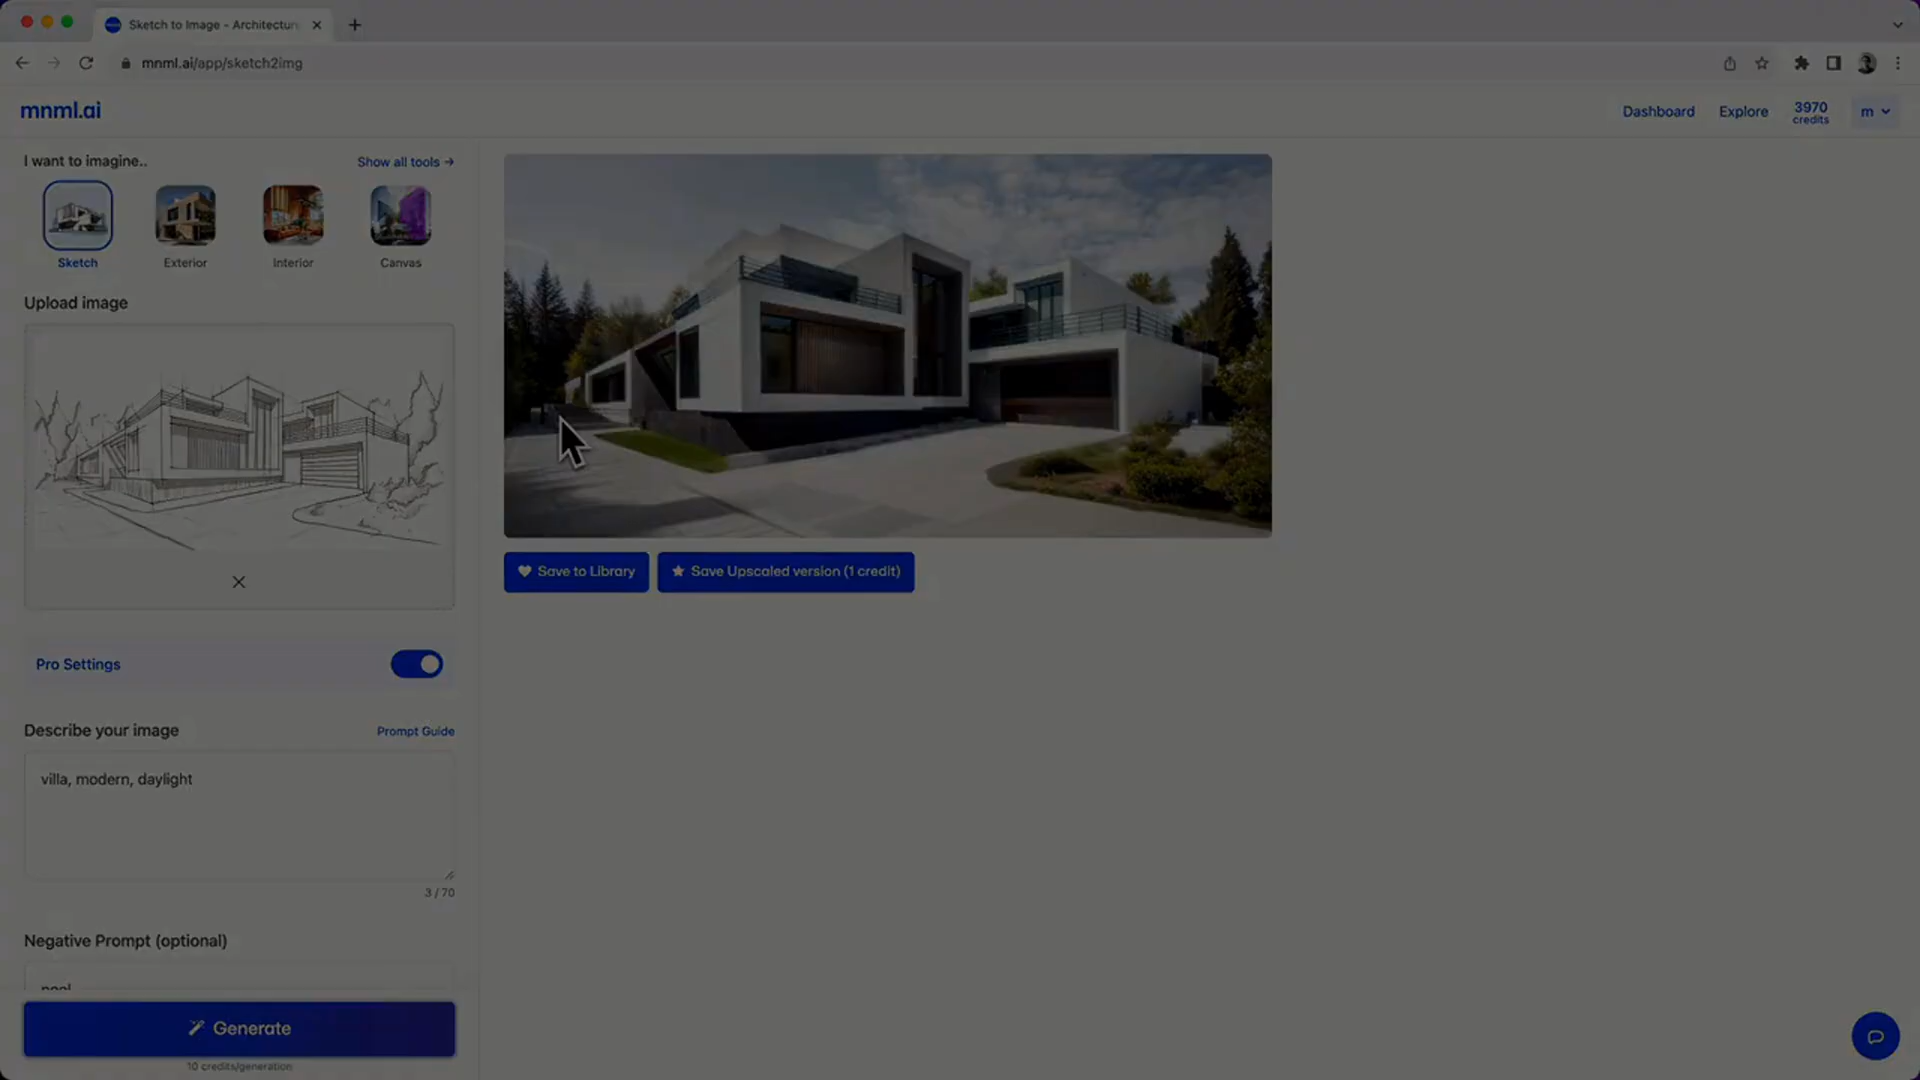 Sketch to Image - Architectur
mnml.ai/app/sketch2img
mnml.ai
Dashboard
Explore
3970
credits
m
I want to imagine..
Show all tools →
Sketch
Exterior
Interior
Canvas
Upload image
Pro Settings
Describe your image
Prompt Guide
villa, modern, daylight
3 / 70
Negative Prompt (optional)
pool
Generate
10 credits/generation
Save to Library
Save Upscaled version (1 credit)